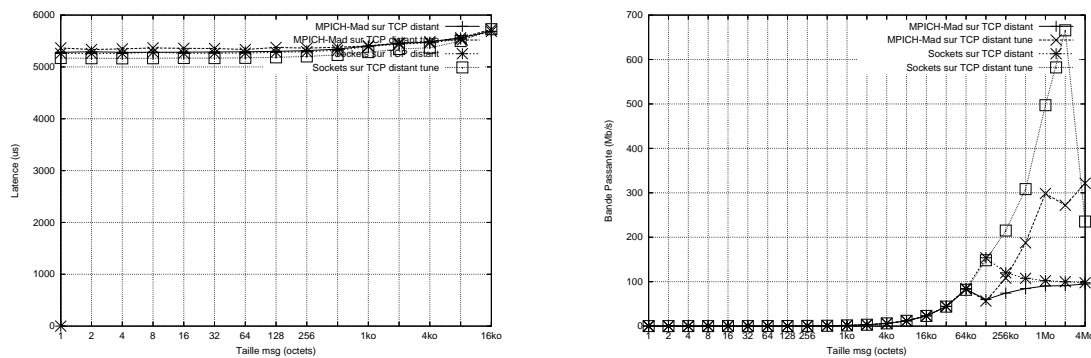 6000
5000
4000
3000
2000
1000
0
1
2
4
8
16
32
64
128
256
1ko
4ko
16ko
Latence (us)
Taille msg (octets)
MPICH-Mad sur TCP distant
MPICH-Mad sur TCP distant tune
Sockets sur TCP distant
Sockets sur TCP distant tune
700
600
500
400
300
200
100
0
1
2
4
8
16
32
64
128
256
1ko
4ko
16ko
64ko
256ko
1Mo
4Mo
Bande Passante (Mb/s)
Taille msg (octets)
MPICH-Mad sur TCP distant
MPICH-Mad sur TCP distant tune
Sockets sur TCP distant
Sockets sur TCP distant tune